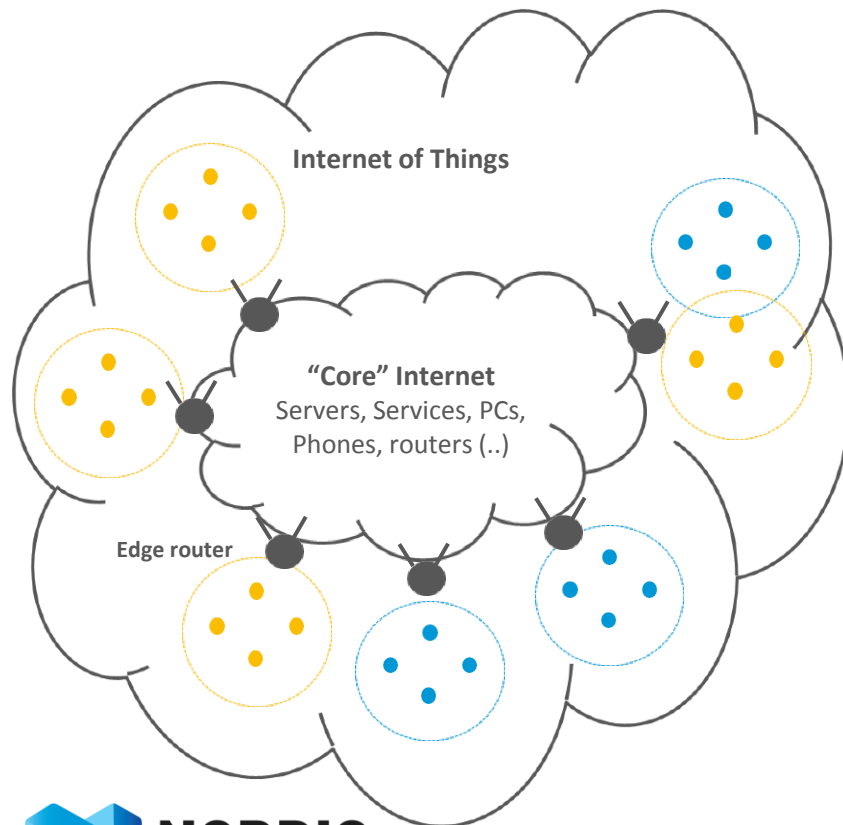 Internet of Things
“Core” Internet
Servers, Services, PCs,
Phones, routers (..)
Edge router